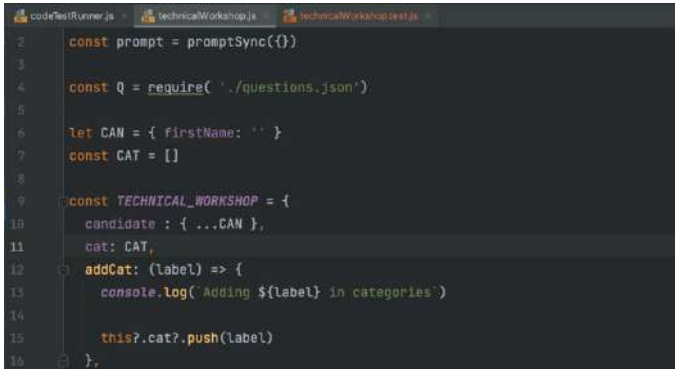 codeTestRunner.js technicalWorkshop.js technicalWorkshop.test.js
2 const prompt = promptSync({})
3
4 const Q = require( './questions.json')
5
6 let CAN = { firstName: '' }
7 const CAT = []
8
9 const TECHNICAL_WORKSHOP = {
10 candidate : { ...CAN },
11 cat: CAT,
12 addCat: (label) => {
13 console.log(`Adding ${label} in categories`)
14
15 this?.cat?.push(label)
16 },